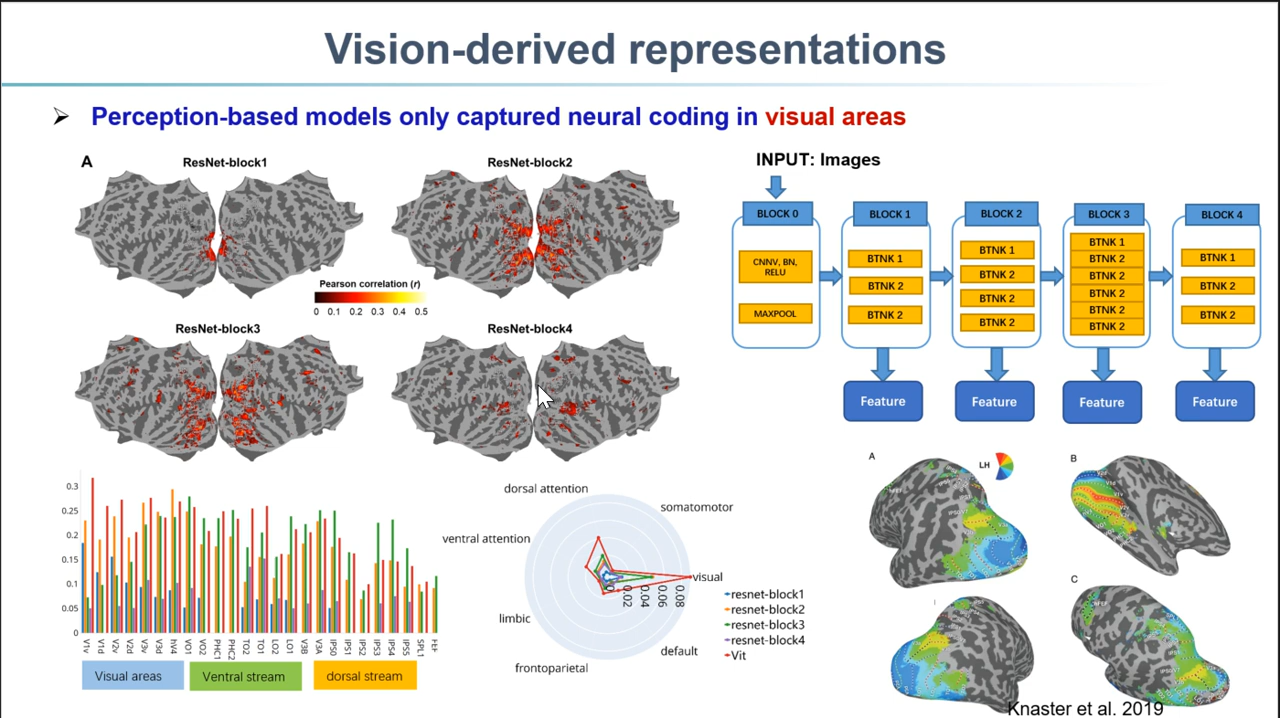 Vision-derived representations
➢ Perception-based models only captured neural coding in visual areas
A
ResNet-block1
ResNet-block2
Pearson correlation (r)
0 0.1 0.2 0.3 0.4 0.5
ResNet-block3
ResNet-block4
INPUT: Images
BLOCK 0
CNNV, BN, RELU
MAXPOOL
BLOCK 1
BTNK 1
BTNK 2
BTNK 2
BLOCK 2
BTNK 1
BTNK 2
BTNK 2
BTNK 2
BLOCK 3
BTNK 1
BTNK 2
BTNK 2
BTNK 2
BTNK 2
BTNK 2
BLOCK 4
BTNK 1
BTNK 2
BTNK 2
Feature
Feature
Feature
Feature
0.3
0.25
0.2
0.15
0.1
0.05
0
V1v V1d V2v V2d V3v V3d hV4 VO1 VO2 PHC1 PHC2 TO2 TO1 LO2 LO1 V3B V3A IPS0 IPS1 IPS2 IPS3 IPS4 IPS5 SPL1 FEF
Visual areas
Ventral stream
dorsal stream
dorsal attention
somatomotor
ventral attention
visual
0.02 0.04 0.06 0.08
limbic
frontoparietal
default
resnet-block1
resnet-block2
resnet-block3
resnet-block4
Vit
A
LH
B
C
Knaster et al. 2019